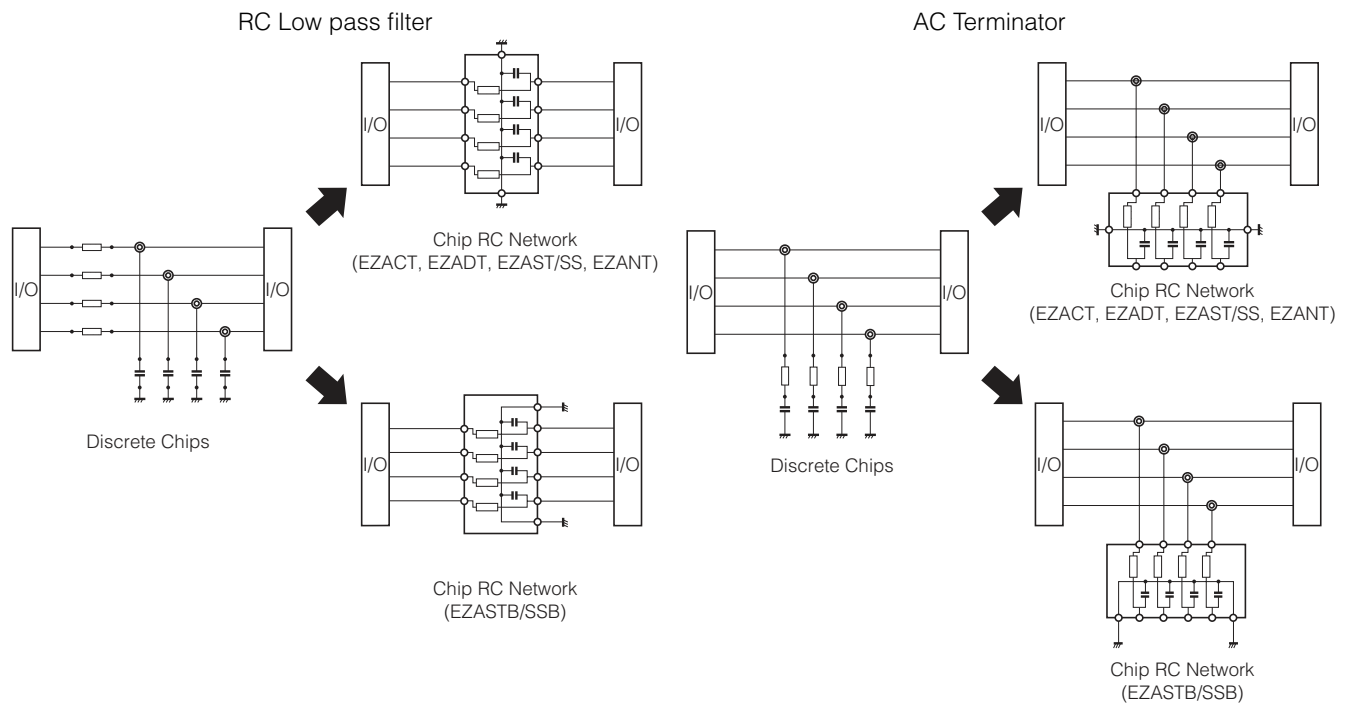 RC Low pass filter
I/O
I/O
Chip RC Network
(EZACT, EZADT, EZAST/SS, EZANT)
I/O
I/O
Discrete Chips
I/O
I/O
Chip RC Network
(EZASTB/SSB)
AC Terminator
I/O
I/O
Chip RC Network
(EZACT, EZADT, EZAST/SS, EZANT)
I/O
I/O
Discrete Chips
I/O
I/O
Chip RC Network
(EZASTB/SSB)